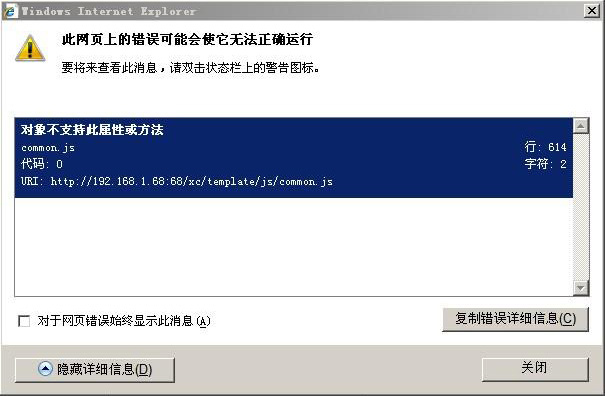 Windows Internet Explorer
此网页上的错误可能会使它无法正确运行
要将来查看此消息，请双击状态栏上的警告图标。
对象不支持此属性或方法
common.js 行: 614
代码: 0 字符: 2
URI: http://192.168.1.68:68/xc/template/js/common.js
对于网页错误始终显示此消息(A) 复制错误详细信息(C)
隐藏详细信息(D) 关闭